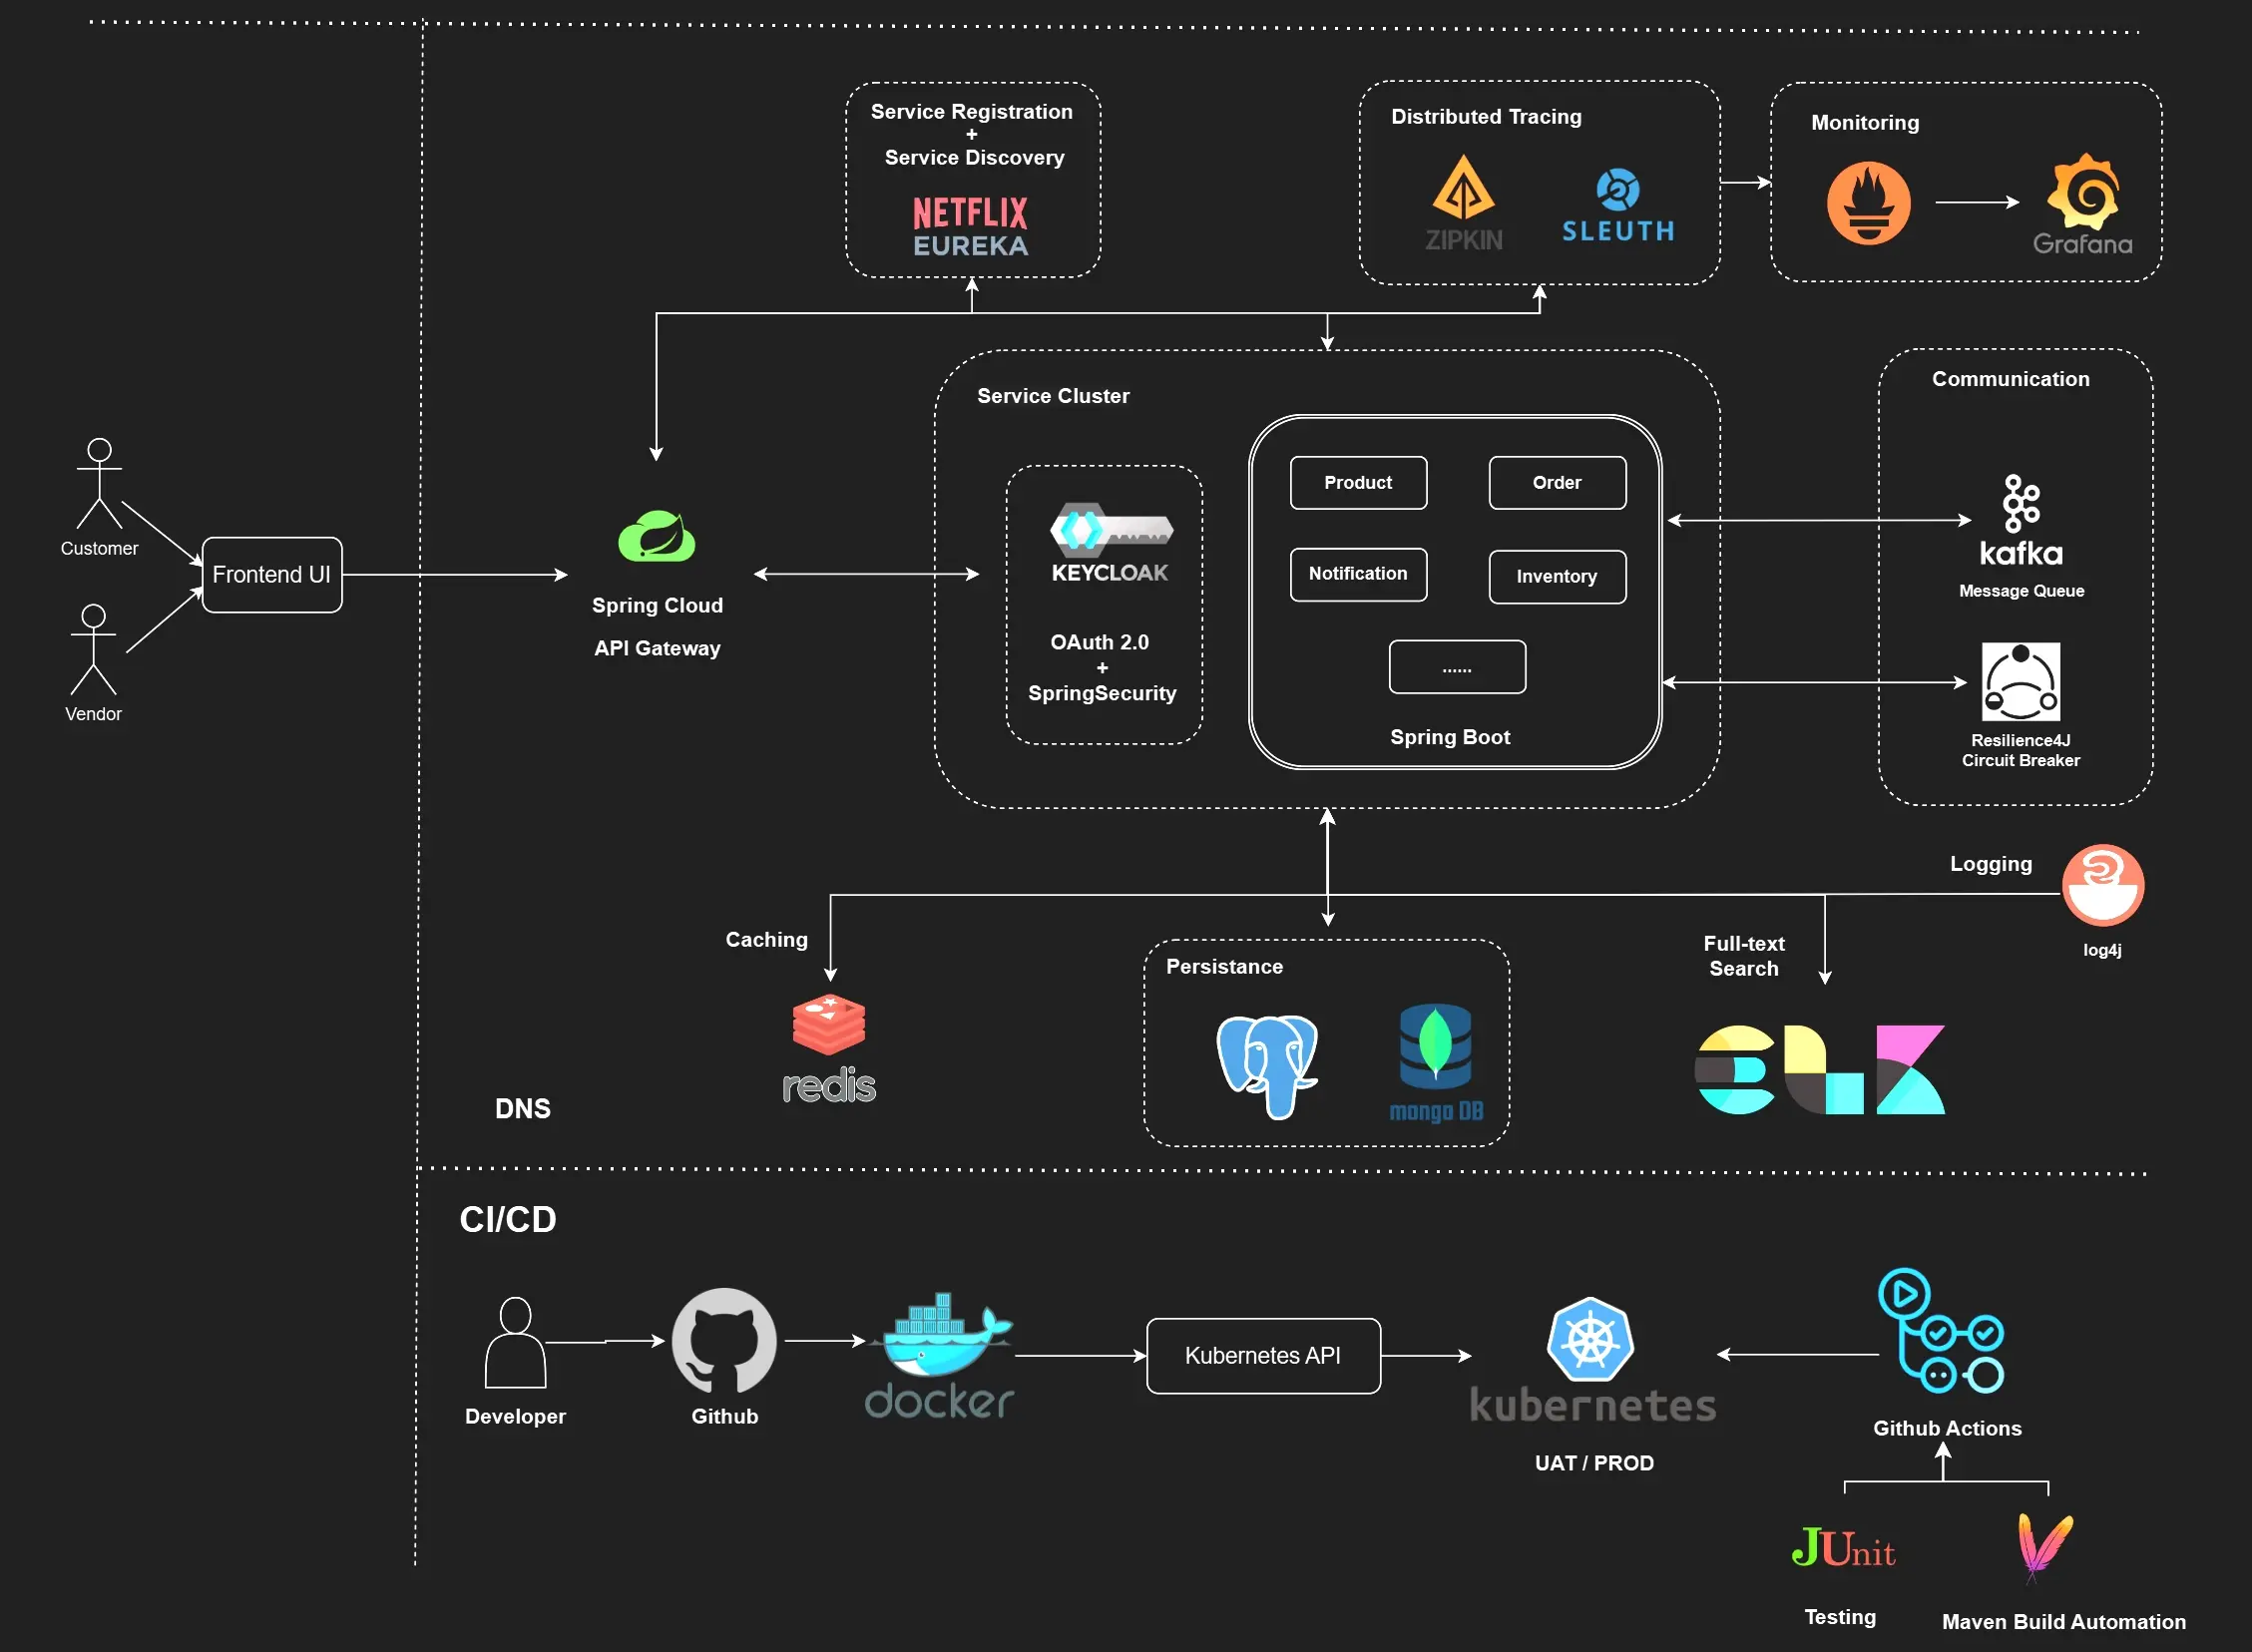 Service Registration
+
Service Discovery
NETFLIX
EUREKA
Distributed Tracing
ZIPKIN
SLEUTH
Monitoring
Grafana
Customer
Vendor
Frontend UI
Spring Cloud
API Gateway
Service Cluster
KEYCLOAK
OAuth 2.0
+
SpringSecurity
Product
Order
Notification
Inventory
......
Spring Boot
Communication
kafka
Message Queue
Resilience4J
Circuit Breaker
Logging
log4j
Caching
redis
Persistance
mongo DB
Full-text
Search
elk
DNS
CI/CD
Developer
Github
docker
Kubernetes API
kubernetes
UAT / PROD
Github Actions
JUnit
Testing
Maven Build Automation